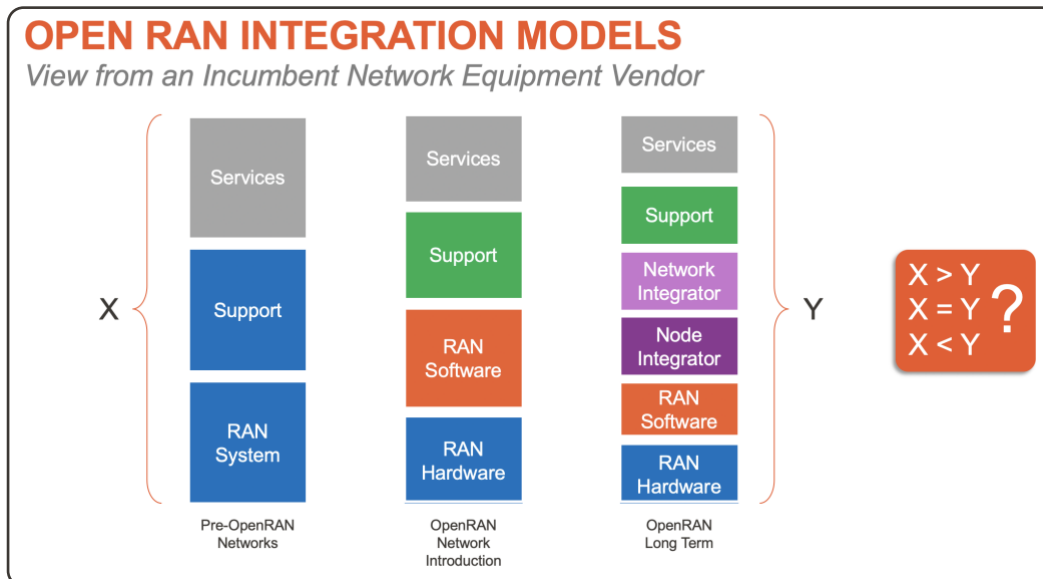 OPEN RAN INTEGRATION MODELS
View from an Incumbent Network Equipment Vendor
X
Services
Support
RAN
System
Pre-OpenRAN
Networks
Services
Support
RAN
Software
RAN
Hardware
OpenRAN
Network
Introduction
Services
Support
Network
Integrator
Node
Integrator
RAN
Software
RAN
Hardware
OpenRAN
Long Term
Y
X > Y
X = Y
X < Y
?